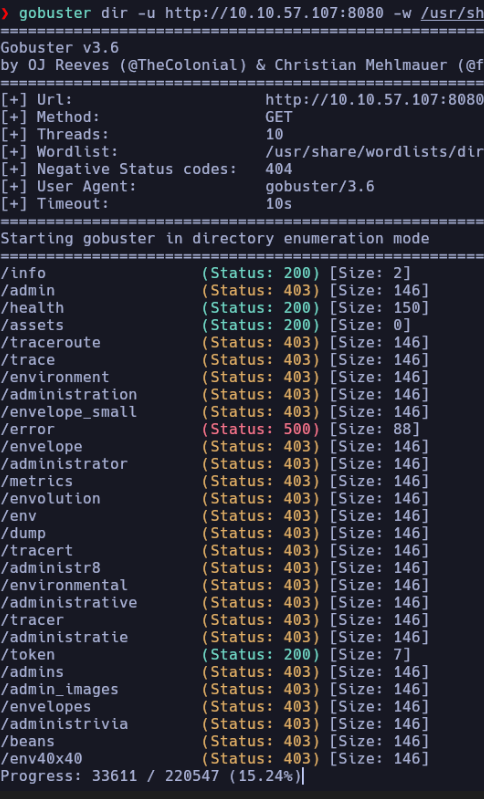 ❯ gobuster dir -u http://10.10.57.107:8080 -w /usr/sh
===============================================================
Gobuster v3.6
by OJ Reeves (@TheColonial) & Christian Mehlmauer (@f
===============================================================
[+] Url: http://10.10.57.107:8080
[+] Method: GET
[+] Threads: 10
[+] Wordlist: /usr/share/wordlists/dir
[+] Negative Status codes: 404
[+] User Agent: gobuster/3.6
[+] Timeout: 10s
===============================================================
Starting gobuster in directory enumeration mode
===============================================================
/info (Status: 200) [Size: 2]
/admin (Status: 403) [Size: 146]
/health (Status: 200) [Size: 150]
/assets (Status: 200) [Size: 0]
/traceroute (Status: 403) [Size: 146]
/trace (Status: 403) [Size: 146]
/environment (Status: 403) [Size: 146]
/administration (Status: 403) [Size: 146]
/envelope_small (Status: 403) [Size: 146]
/error (Status: 500) [Size: 88]
/envelope (Status: 403) [Size: 146]
/administrator (Status: 403) [Size: 146]
/metrics (Status: 403) [Size: 146]
/envolution (Status: 403) [Size: 146]
/env (Status: 403) [Size: 146]
/dump (Status: 403) [Size: 146]
/tracert (Status: 403) [Size: 146]
/administr8 (Status: 403) [Size: 146]
/environmental (Status: 403) [Size: 146]
/administrative (Status: 403) [Size: 146]
/tracer (Status: 403) [Size: 146]
/administratie (Status: 403) [Size: 146]
/token (Status: 200) [Size: 7]
/admins (Status: 403) [Size: 146]
/admin_images (Status: 403) [Size: 146]
/envelopes (Status: 403) [Size: 146]
/administrivia (Status: 403) [Size: 146]
/beans (Status: 403) [Size: 146]
/env40x40 (Status: 403) [Size: 146]
Progress: 33611 / 220547 (15.24%)